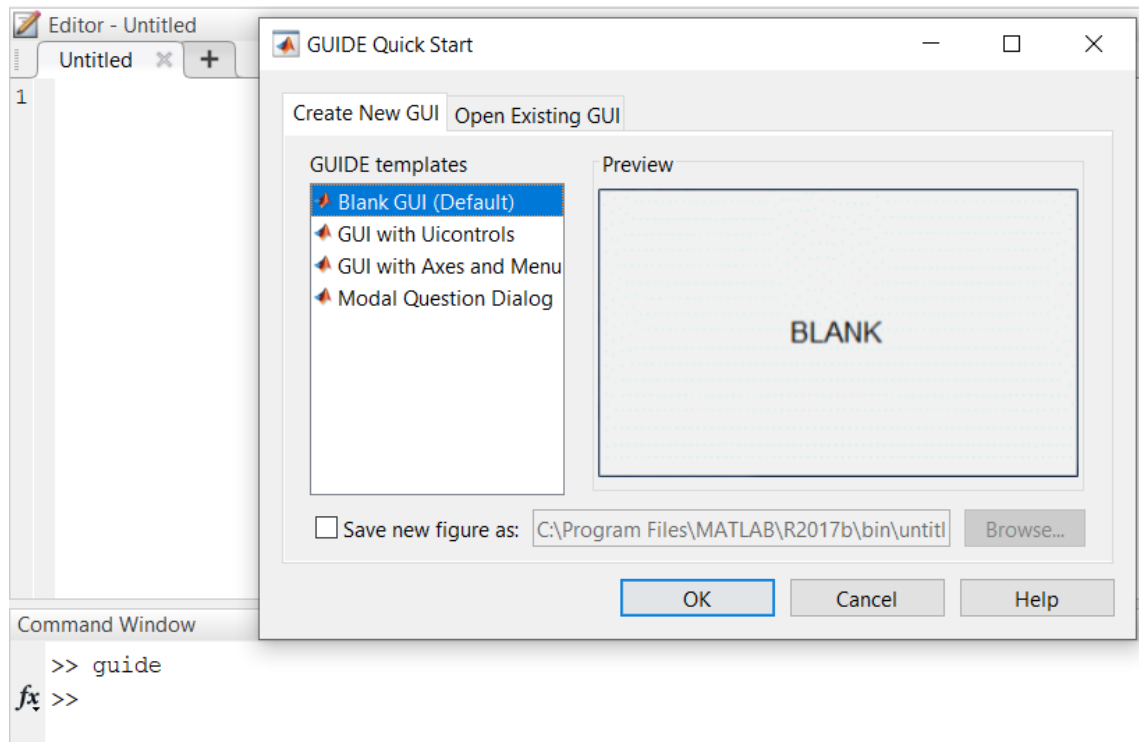 Editor - Untitled
Untitled
1
GUIDE Quick Start
Create New GUI
Open Existing GUI
GUIDE templates
Blank GUI (Default)
GUI with Uicontrols
GUI with Axes and Menu
Modal Question Dialog
Preview
BLANK
Save new figure as: C:\Program Files\MATLAB\R2017b\bin\untitl Browse...
OK Cancel Help
Command Window
>> guide
fx >>